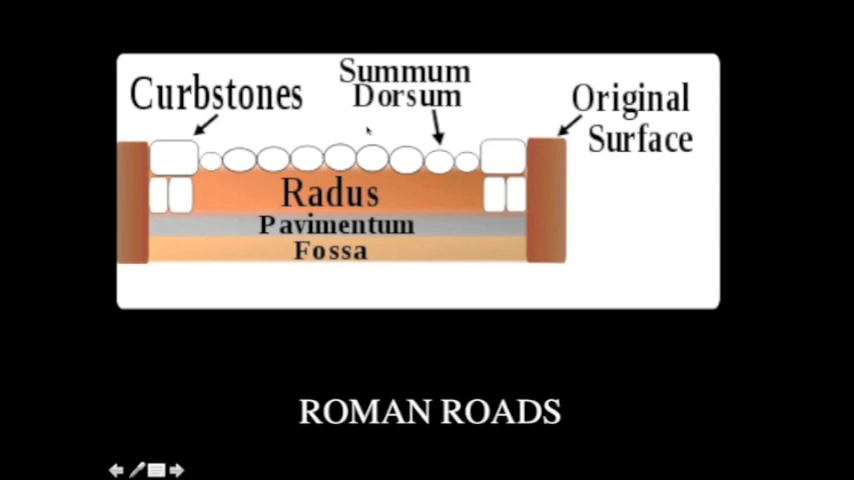 Curbstones
Summum
Dorsum
Original
Surface
Radus
Pavimentum
Fossa
ROMAN ROADS